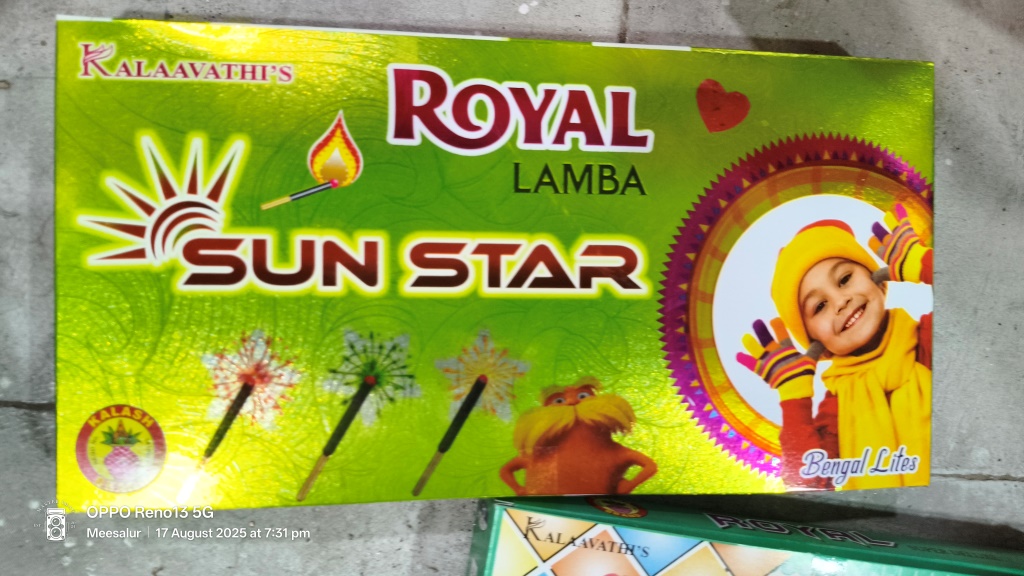 KALAAVATHI'S
ROYAL
LAMBA
SUN STAR
KALASH
Bengal Lites
OPPO Reno13 5G
Meesalur | 17 August 2025 at 7:31 pm
KALAAVATHI'S
ROYAL